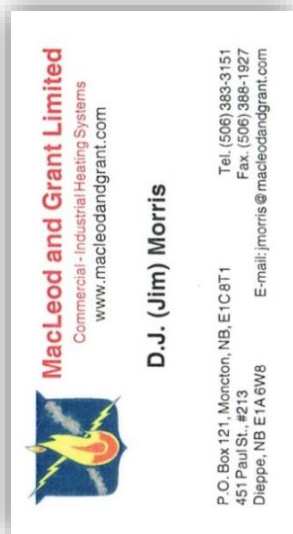 MacLeod and Grant Limited
Commercial - Industrial Heating Systems
www.macleodandgrant.com
D.J. (Jim) Morris
P.O. Box 121, Moncton, NB, E1C 8T1
451 Paul St., #213
Dieppe, NB E1A 6W8
Tel. (506) 383-3151
Fax. (506) 388-1927
E-mail: jmorris@macleodandgrant.com